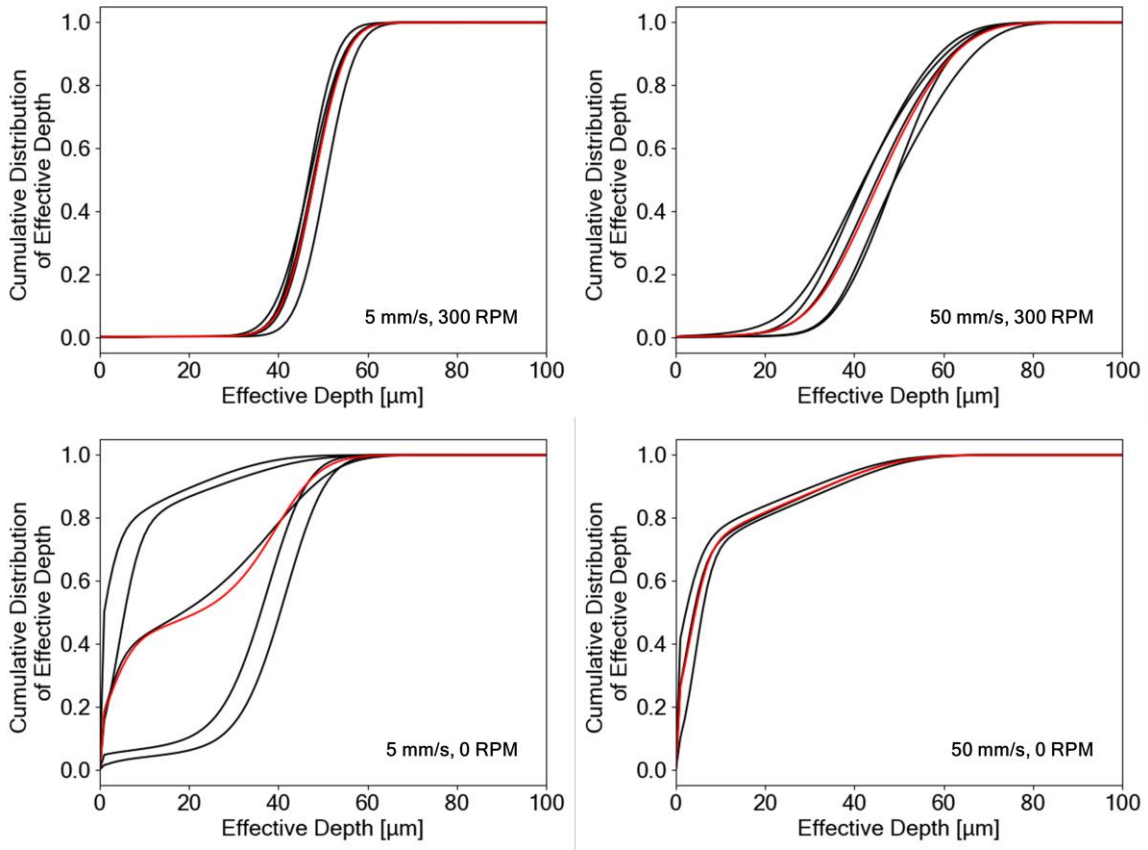 Cumulative Distribution
of Effective Depth
1.0
0.8
0.6
0.4
0.2
0.0
5 mm/s, 300 RPM
0 20 40 60 80 100
Effective Depth [µm]
Cumulative Distribution
of Effective Depth
1.0
0.8
0.6
0.4
0.2
0.0
50 mm/s, 300 RPM
0 20 40 60 80 100
Effective Depth [µm]
Cumulative Distribution
of Effective Depth
1.0
0.8
0.6
0.4
0.2
0.0
5 mm/s, 0 RPM
0 20 40 60 80 100
Effective Depth [µm]
Cumulative Distribution
of Effective Depth
1.0
0.8
0.6
0.4
0.2
0.0
50 mm/s, 0 RPM
0 20 40 60 80 100
Effective Depth [µm]